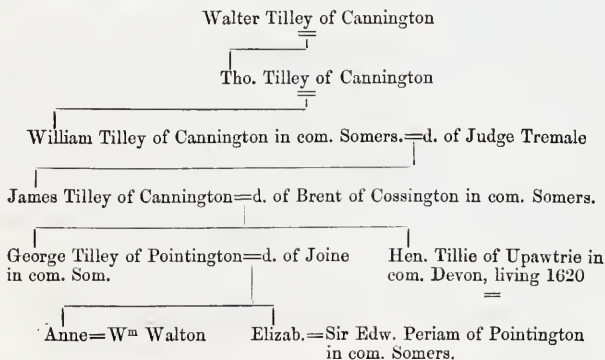 Walter Tilley of Cannington
Tho. Tilley of Cannington
William Tilley of Cannington in com. Somers.=d. of Judge Tremale
James Tilley of Cannington=d. of Brent of Cossington in com. Somers.
George Tilley of Pointington=d. of Joine
in com. Som.
Hen. Tillie of Upawtrie in
com. Devon, living 1620
Anne=Wm Walton
Elizab.=Sir Edw. Periam of Pointington
in com. Somers.